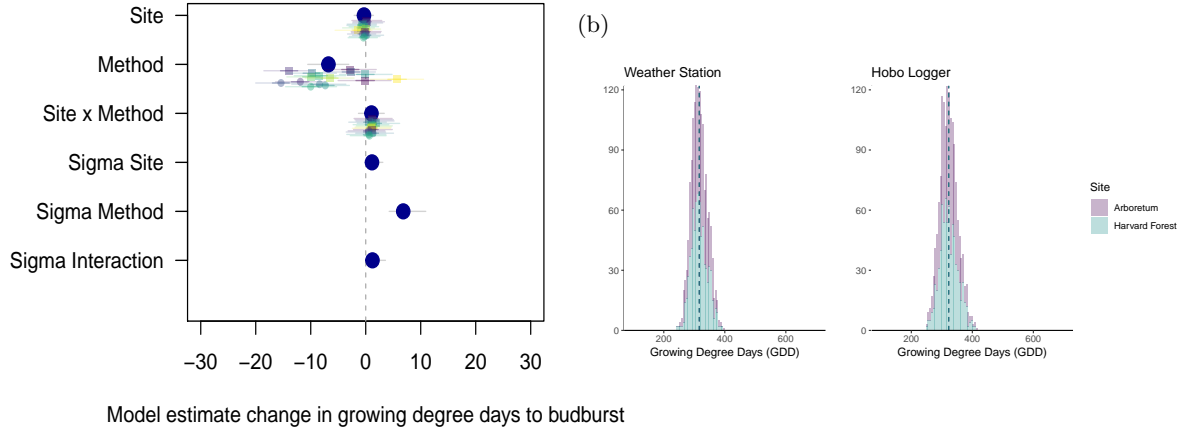 Site
Method
Site x Method
Sigma Site
Sigma Method
Sigma Interaction
−30 −20 −10 0 10 20 30
Model estimate change in growing degree days to budburst
(b)
Weather Station
120
90
60
30
0
200 400 600
Growing Degree Days (GDD)
Hobo Logger
120
90
60
30
0
200 400 600
Growing Degree Days (GDD)
Site
Arboretum
Harvard Forest